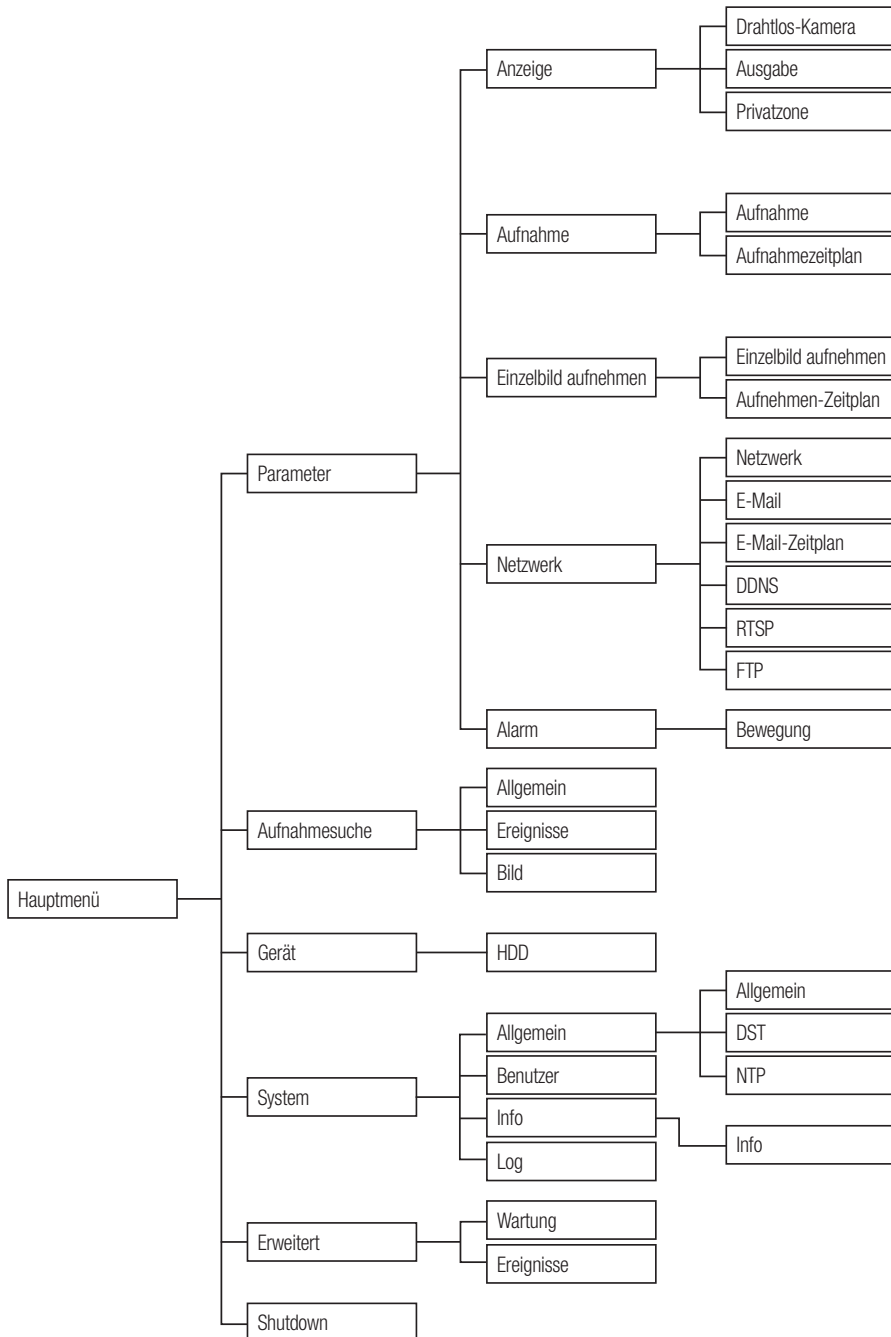 Drahtlos-Kamera
Anzeige
Ausgabe
Privatzone
Aufnahme
Aufnahme
Aufnahmezeitplan
Einzelbild aufnehmen
Einzelbild aufnehmen
Aufnehmen-Zeitplan
Netzwerk
Parameter
E-Mail
E-Mail-Zeitplan
Netzwerk
DDNS
RTSP
FTP
Alarm
Bewegung
Allgemein
Aufnahmesuche
Ereignisse
Bild
Hauptmenü
Gerät
HDD
Allgemein
Allgemein
DST
Benutzer
NTP
System
Info
Info
Log
Wartung
Erweitert
Ereignisse
Shutdown